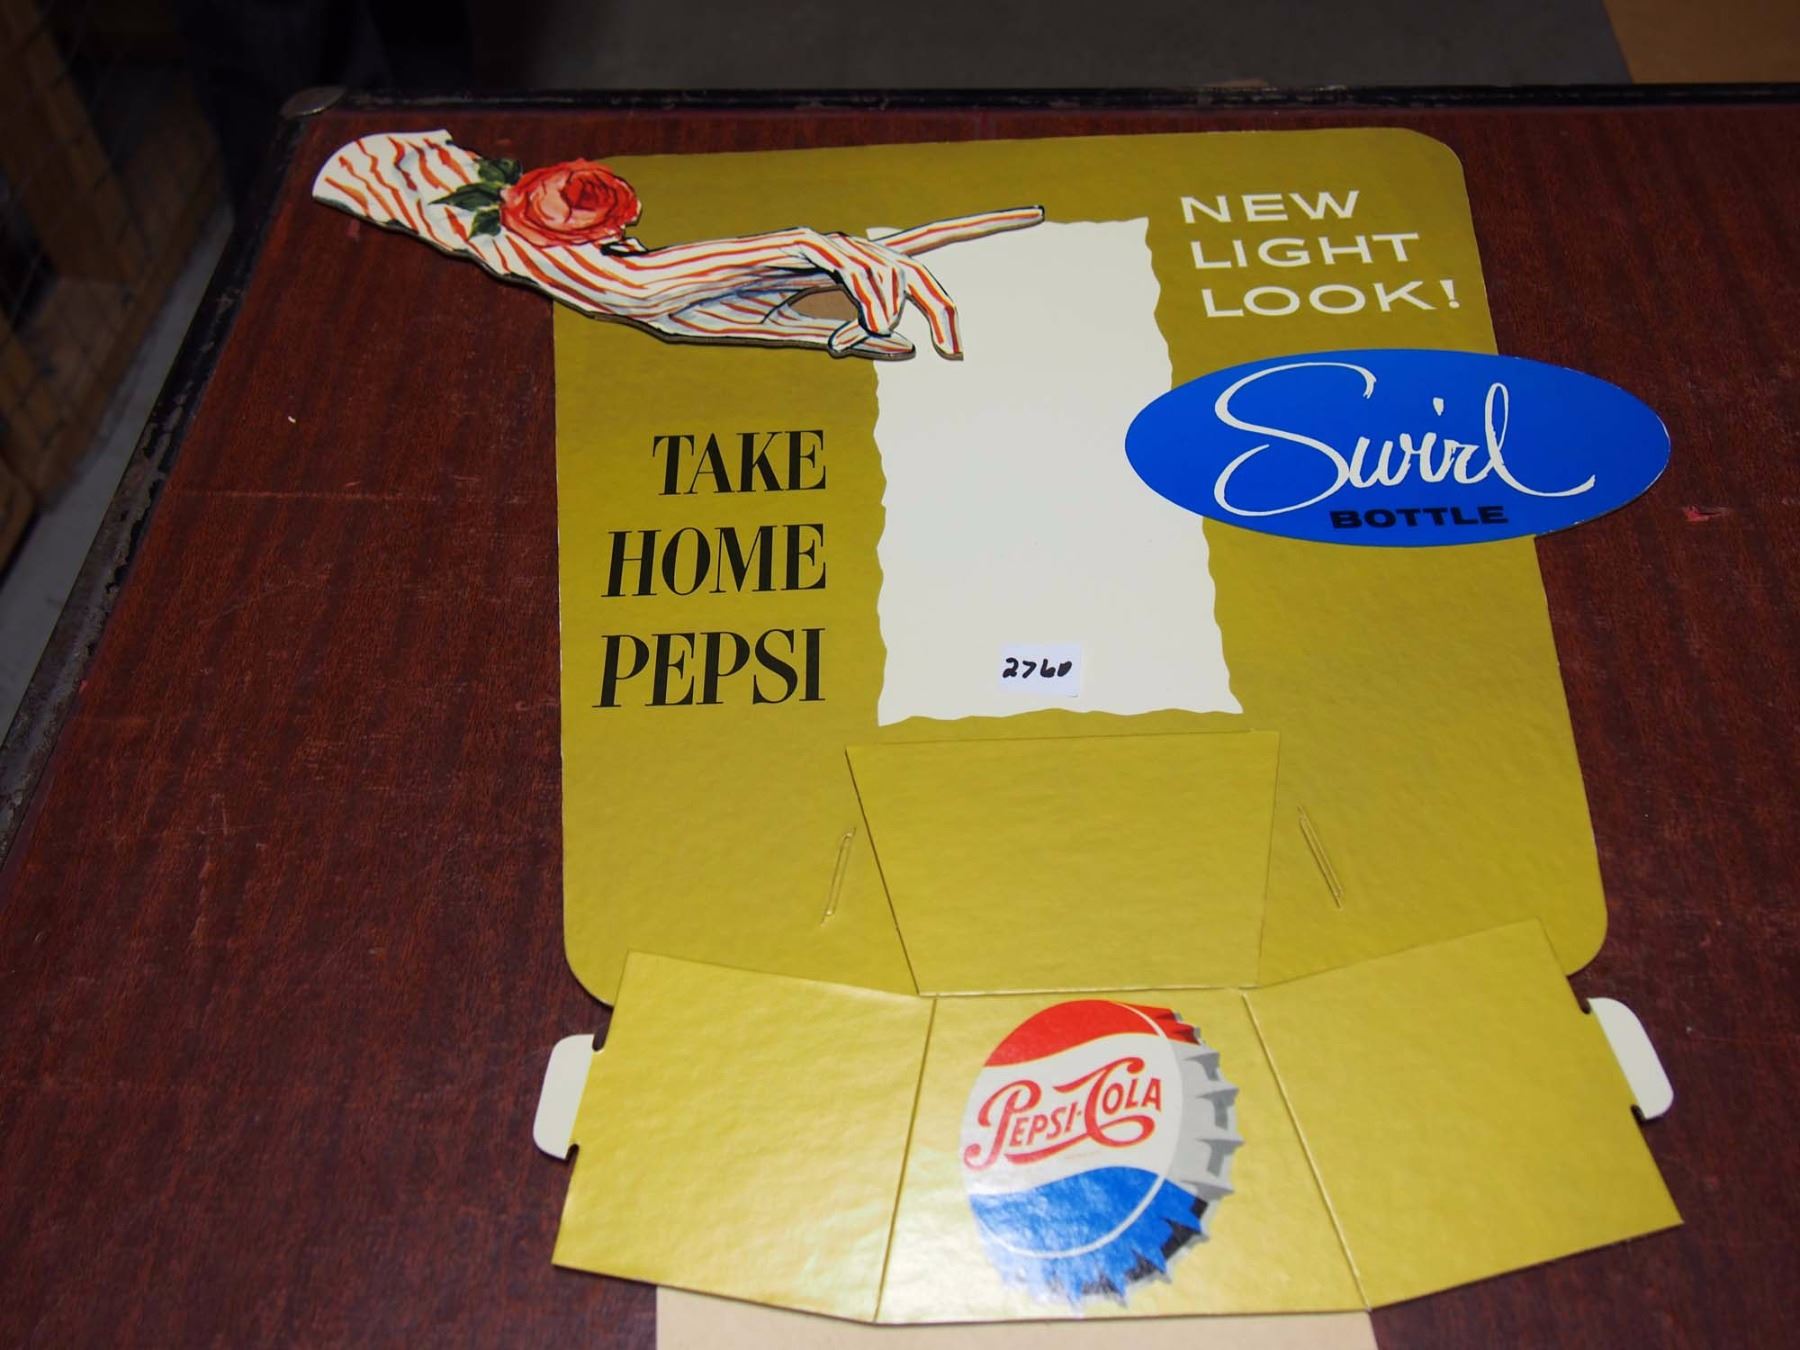 NEW
LIGHT
LOOK!
Swirl
BOTTLE
TAKE
HOME
PEPSI
2760
PEPSI-COLA